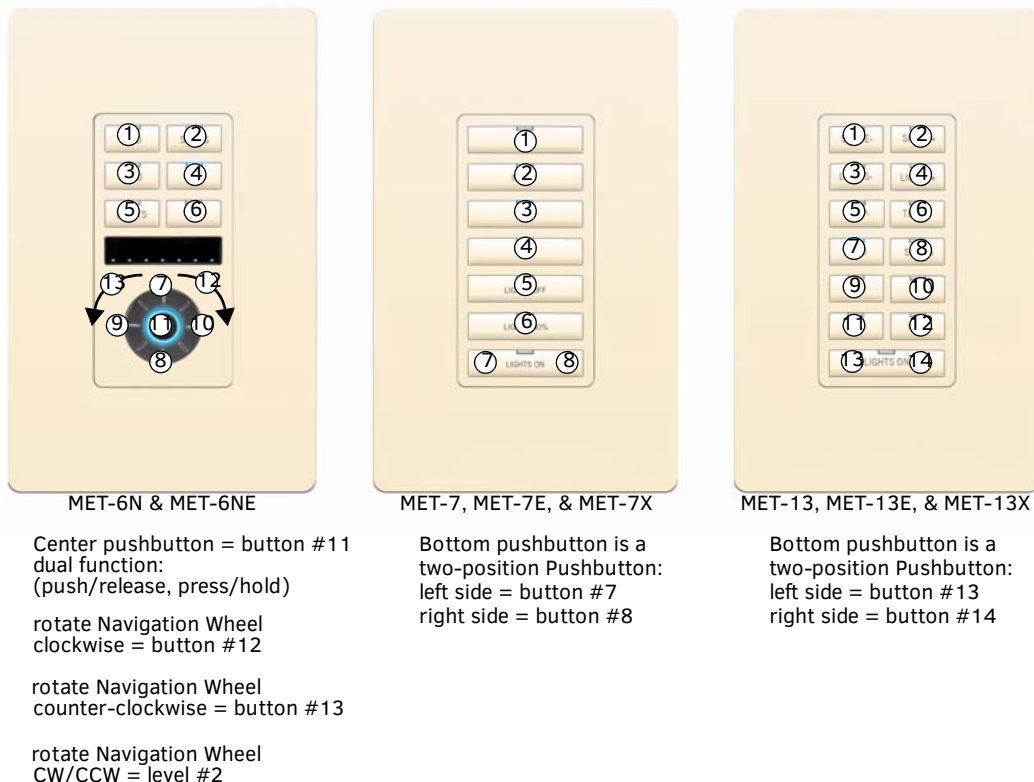 1 2
3 4
5 6
13 7 12
9 11 10
8
MET-6N & MET-6NE
Center pushbutton = button #11
dual function:
(push/release, press/hold)
rotate Navigation Wheel
clockwise = button #12
rotate Navigation Wheel
counter-clockwise = button #13
rotate Navigation Wheel
CW/CCW = level #2
1
2
3
4
5
6
7 LIGHTS ON 8
MET-7, MET-7E, & MET-7X
Bottom pushbutton is a
two-position Pushbutton:
left side = button #7
right side = button #8
1 2
3 4
5 6
7 8
9 10
11 12
13 LIGHTS ON 14
MET-13, MET-13E, & MET-13X
Bottom pushbutton is a
two-position Pushbutton:
left side = button #13
right side = button #14